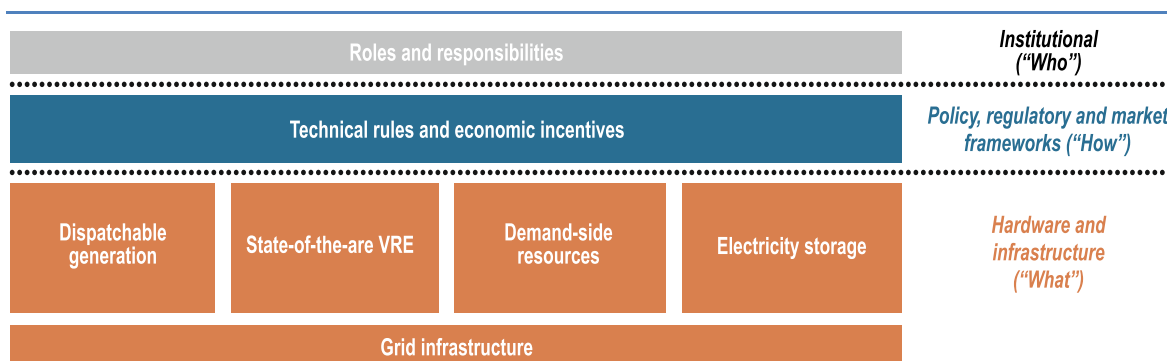 Roles and responsibilities
Institutional
(“Who”)
Technical rules and economic incentives
Policy, regulatory and market
frameworks (“How”)
Dispatchable
generation
State-of-the-are VRE
Demand-side
resources
Electricity storage
Hardware and
infrastructure
(“What”)
Grid infrastructure